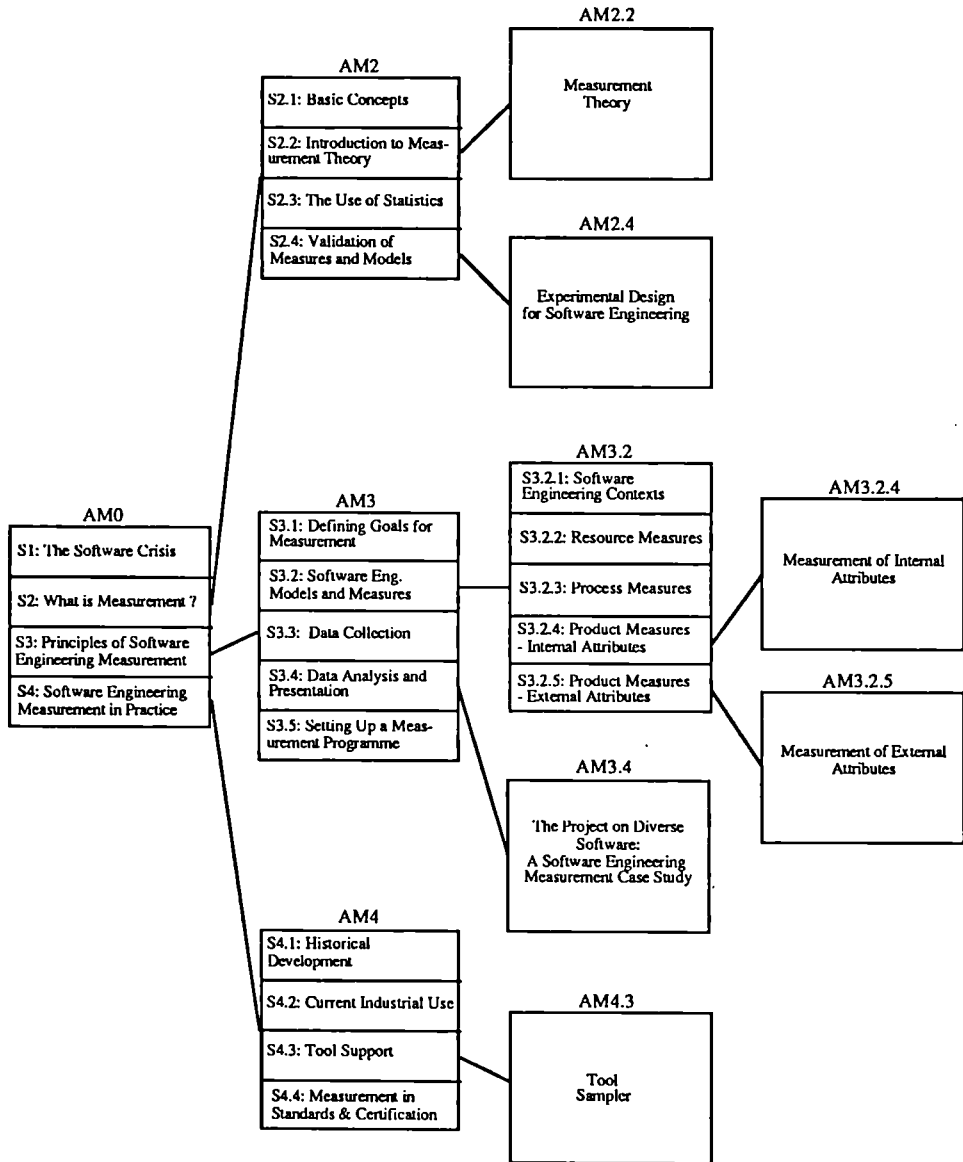 AM2.2
Measurement
Theory
AM2
S2.1: Basic Concepts
S2.2: Introduction to Meas-
urement Theory
S2.3: The Use of Statistics
S2.4: Validation of
Measures and Models
AM2.4
Experimental Design
for Software Engineering
AM0
S1: The Software Crisis
S2: What is Measurement ?
S3: Principles of Software
Engineering Measurement
S4: Software Engineering
Measurement in Practice
AM3
S3.1: Defining Goals for
Measurement
S3.2: Software Eng.
Models and Measures
S3.3: Data Collection
S3.4: Data Analysis and
Presentation
S3.5: Setting Up a Meas-
urement Programme
AM3.2
S3.2.1: Software
Engineering Contexts
S3.2.2: Resource Measures
S3.2.3: Process Measures
S3.2.4: Product Measures
- Internal Attributes
S3.2.5: Product Measures
- External Attributes
AM3.2.4
Measurement of Internal
Attributes
AM3.2.5
Measurement of External
Attributes
AM3.4
The Project on Diverse
Software:
A Software Engineering
Measurement Case Study
AM4
S4.1: Historical
Development
S4.2: Current Industrial Use
S4.3: Tool Support
S4.4: Measurement in
Standards & Certification
AM4.3
Tool
Sampler